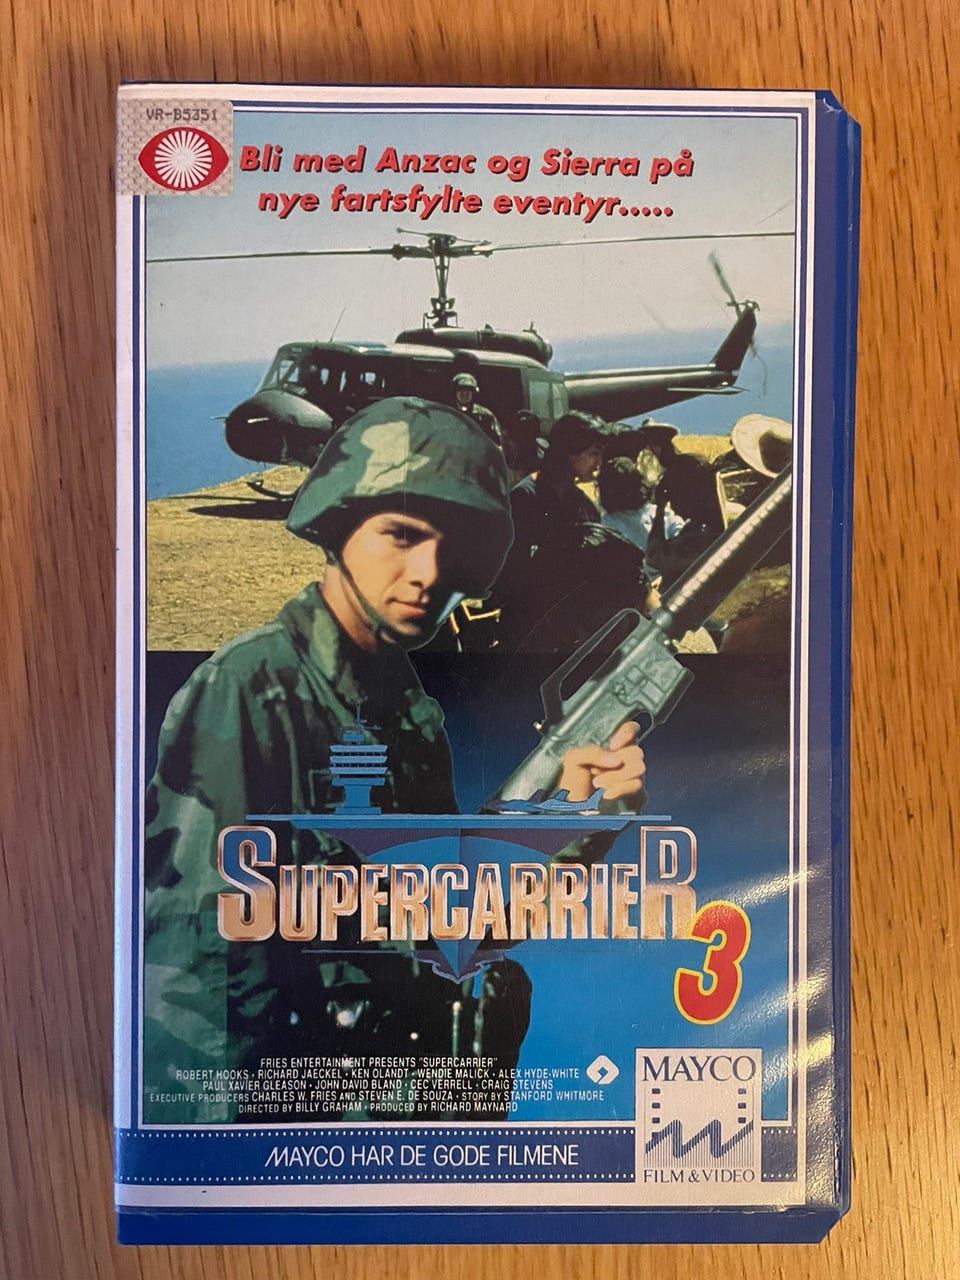 VR-B5351
Bli med Anzac og Sierra på
nye fartsfylte eventyr.....
SUPERCARRIER
3
FRIES ENTERTAINMENT PRESENTS "SUPERCARRIER"
ROBERT HOOKS · RICHARD JAECKEL · KEN OLANDT · WENDIE MALICK · ALEX HYDE-WHITE
PAUL XAVIER GLEASON · JOHN DAVID BLAND · CEC VERRELL · CRAIG STEVENS
EXECUTIVE PRODUCERS CHARLES W. FRIES AND STEVEN E. DE SOUZA · STORY BY STANFORD WHITMORE
DIRECTED BY BILLY GRAHAM · PRODUCED BY RICHARD MAYNARD
MAYCO HAR DE GODE FILMENE
MAYCO
FILM & VIDEO